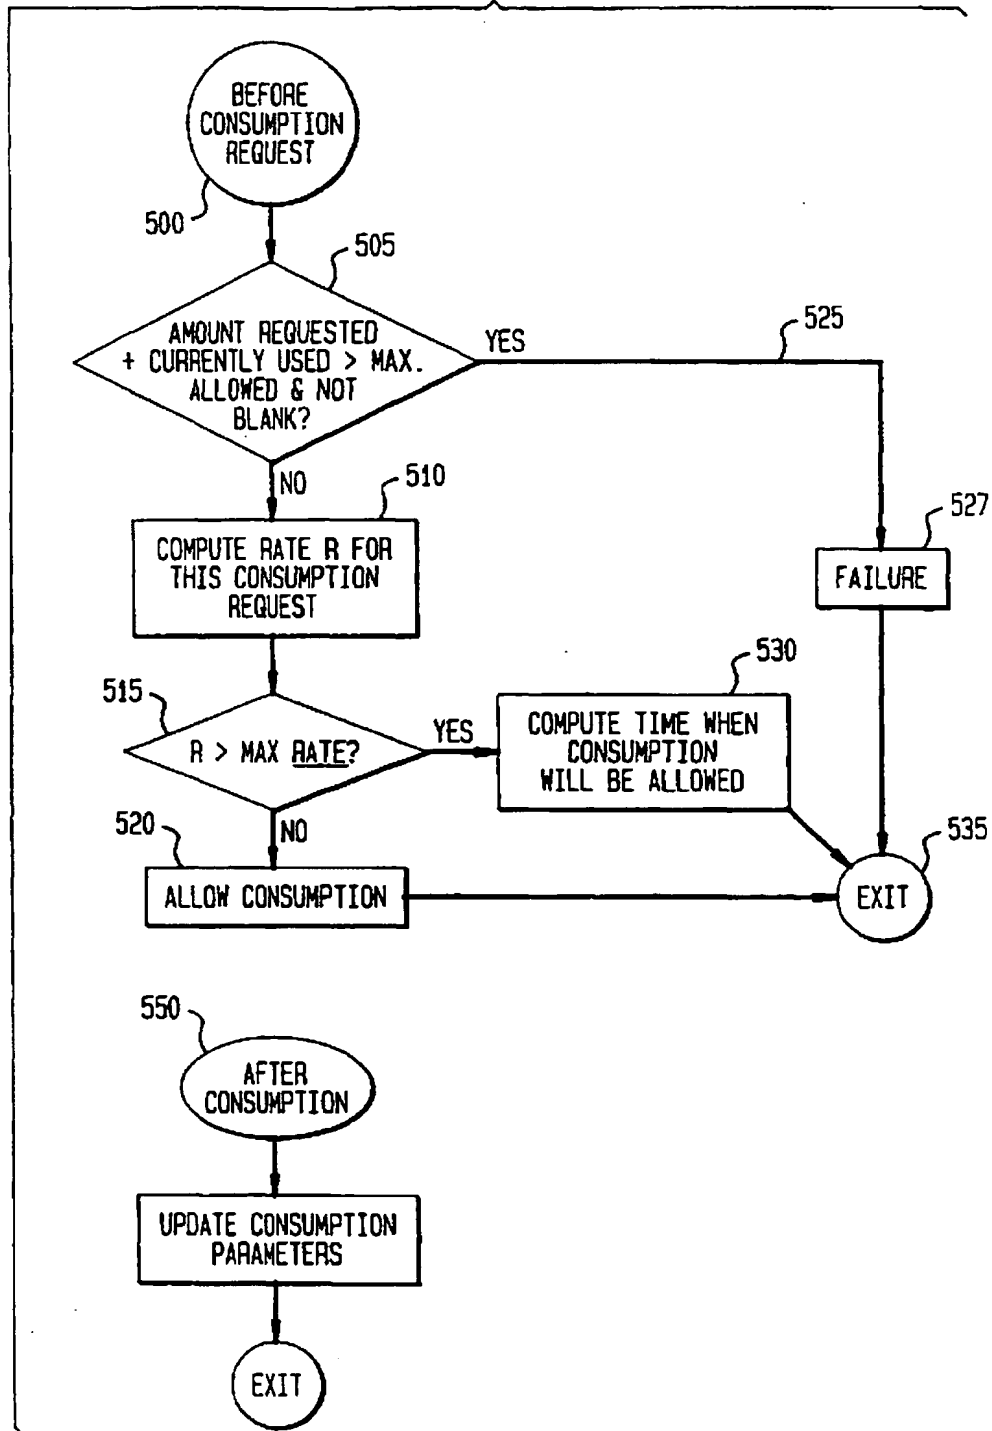 BEFORE
CONSUMPTION
REQUEST
500
505
AMOUNT REQUESTED
+ CURRENTLY USED > MAX.
ALLOWED & NOT
BLANK?
YES
525
NO
510
COMPUTE RATE R FOR
THIS CONSUMPTION
REQUEST
527
FAILURE
515
R > MAX RATE?
YES
530
COMPUTE TIME WHEN
CONSUMPTION
WILL BE ALLOWED
NO
520
ALLOW CONSUMPTION
535
EXIT
550
AFTER
CONSUMPTION
UPDATE CONSUMPTION
PARAMETERS
EXIT